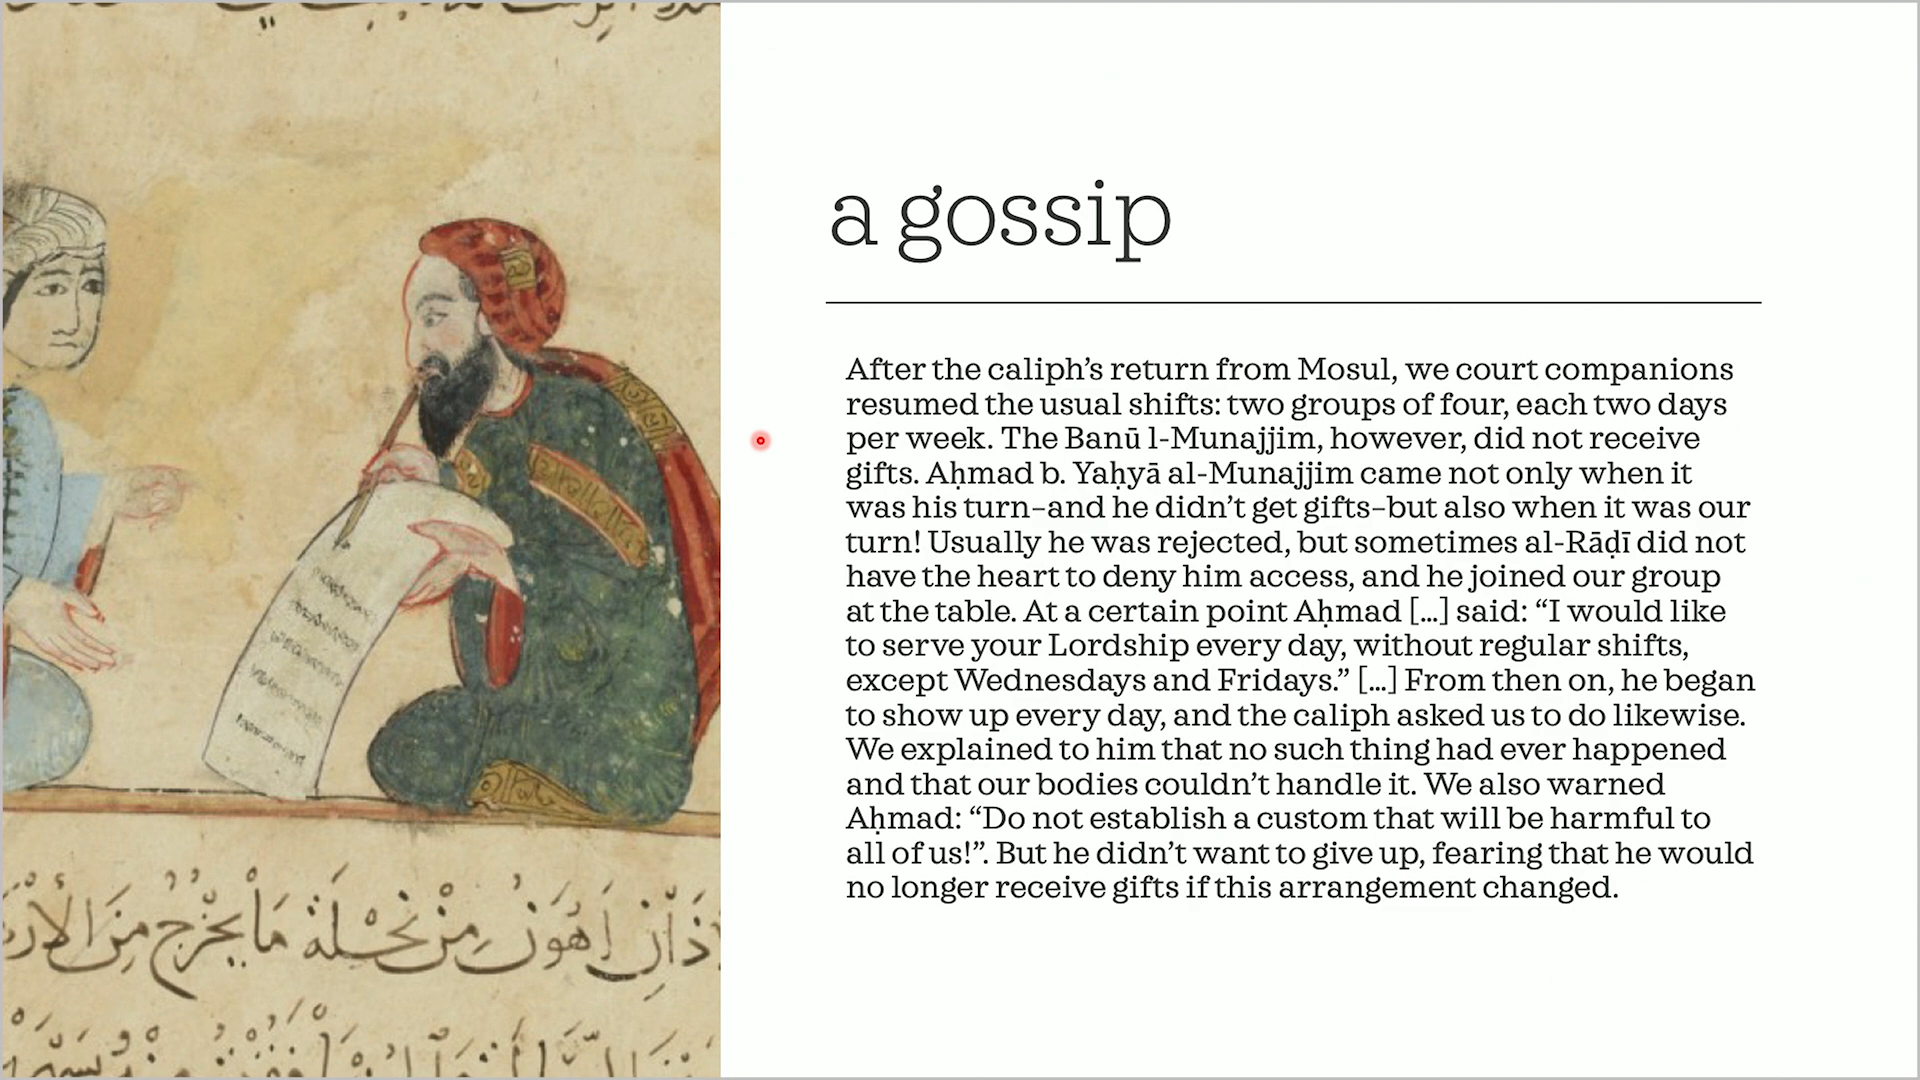 a gossip
After the caliph’s return from Mosul, we court companions
resumed the usual shifts: two groups of four, each two days
per week. The Banū l-Munajjim, however, did not receive
gifts. Aḥmad b. Yaḥyā al-Munajjim came not only when it
was his turn–and he didn’t get gifts–but also when it was our
turn! Usually he was rejected, but sometimes al-Rāḍī did not
have the heart to deny him access, and he joined our group
at the table. At a certain point Aḥmad [...] said: “I would like
to serve your Lordship every day, without regular shifts,
except Wednesdays and Fridays.” [...] From then on, he began
to show up every day, and the caliph asked us to do likewise.
We explained to him that no such thing had ever happened
and that our bodies couldn’t handle it. We also warned
Aḥmad: “Do not establish a custom that will be harmful to
all of us!”. But he didn’t want to give up, fearing that he would
no longer receive gifts if this arrangement changed.
أَهْوَنُ مِنْ مَا يَخْرُجُ مِنَ